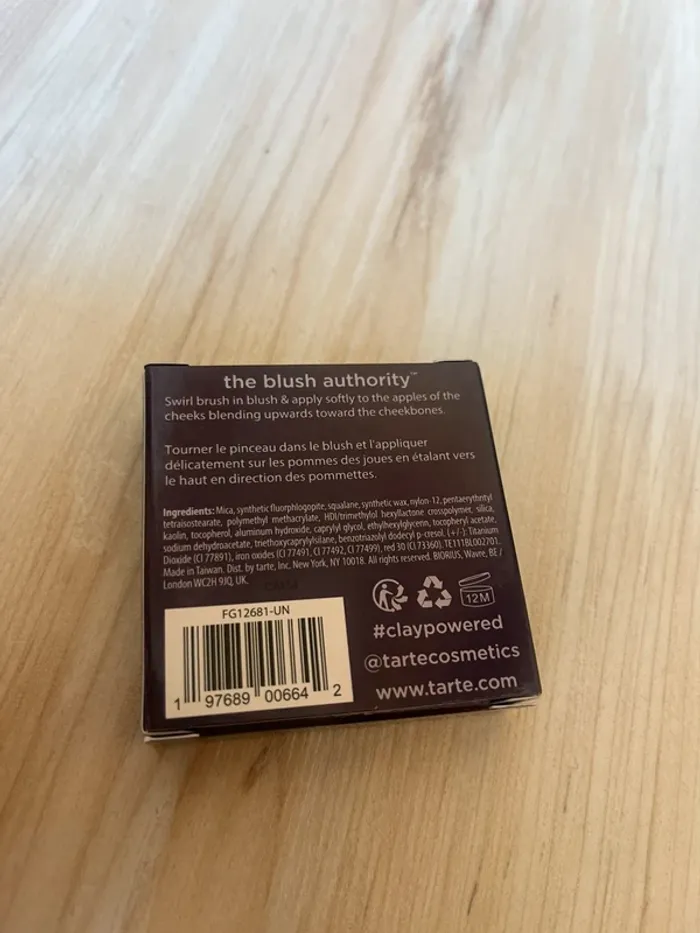 the blush authority™
Swirl brush in blush & apply softly to the apples of the
cheeks blending upwards toward the cheekbones.
Tourner le pinceau dans le blush et l'appliquer
délicatement sur les pommes des joues en étalant vers
le haut en direction des pommettes.
Ingredients: Mica, synthetic fluorphlogopite, squalane, synthetic wax, nylon-12, pentaerythrityl
tetraisostearate, polymethyl methacrylate, HDI/trimethylol hexyllactone crosspolymer, silica,
kaolin, tocopherol, aluminum hydroxide, caprylyl glycol, ethylhexylglycerin, tocopheryl acetate,
sodium dehydroacetate, triethoxycaprylylsilane, benzotriazolyl dodecyl p-cresol. (+/-): Titanium
Dioxide (CI 77891), iron oxides (CI 77491, CI 77492, CI 77499), red 30 (CI 73360). TE111BL002701.
Made in Taiwan. Dist. by tarte, Inc. New York, NY 10018. All rights reserved. BIORIUS, Wavre, BE /
London WC2H 9JQ, UK.
FG12681-UN
1 97689 00664 2
12M
#claypowered
@tartecosmetics
www.tarte.com